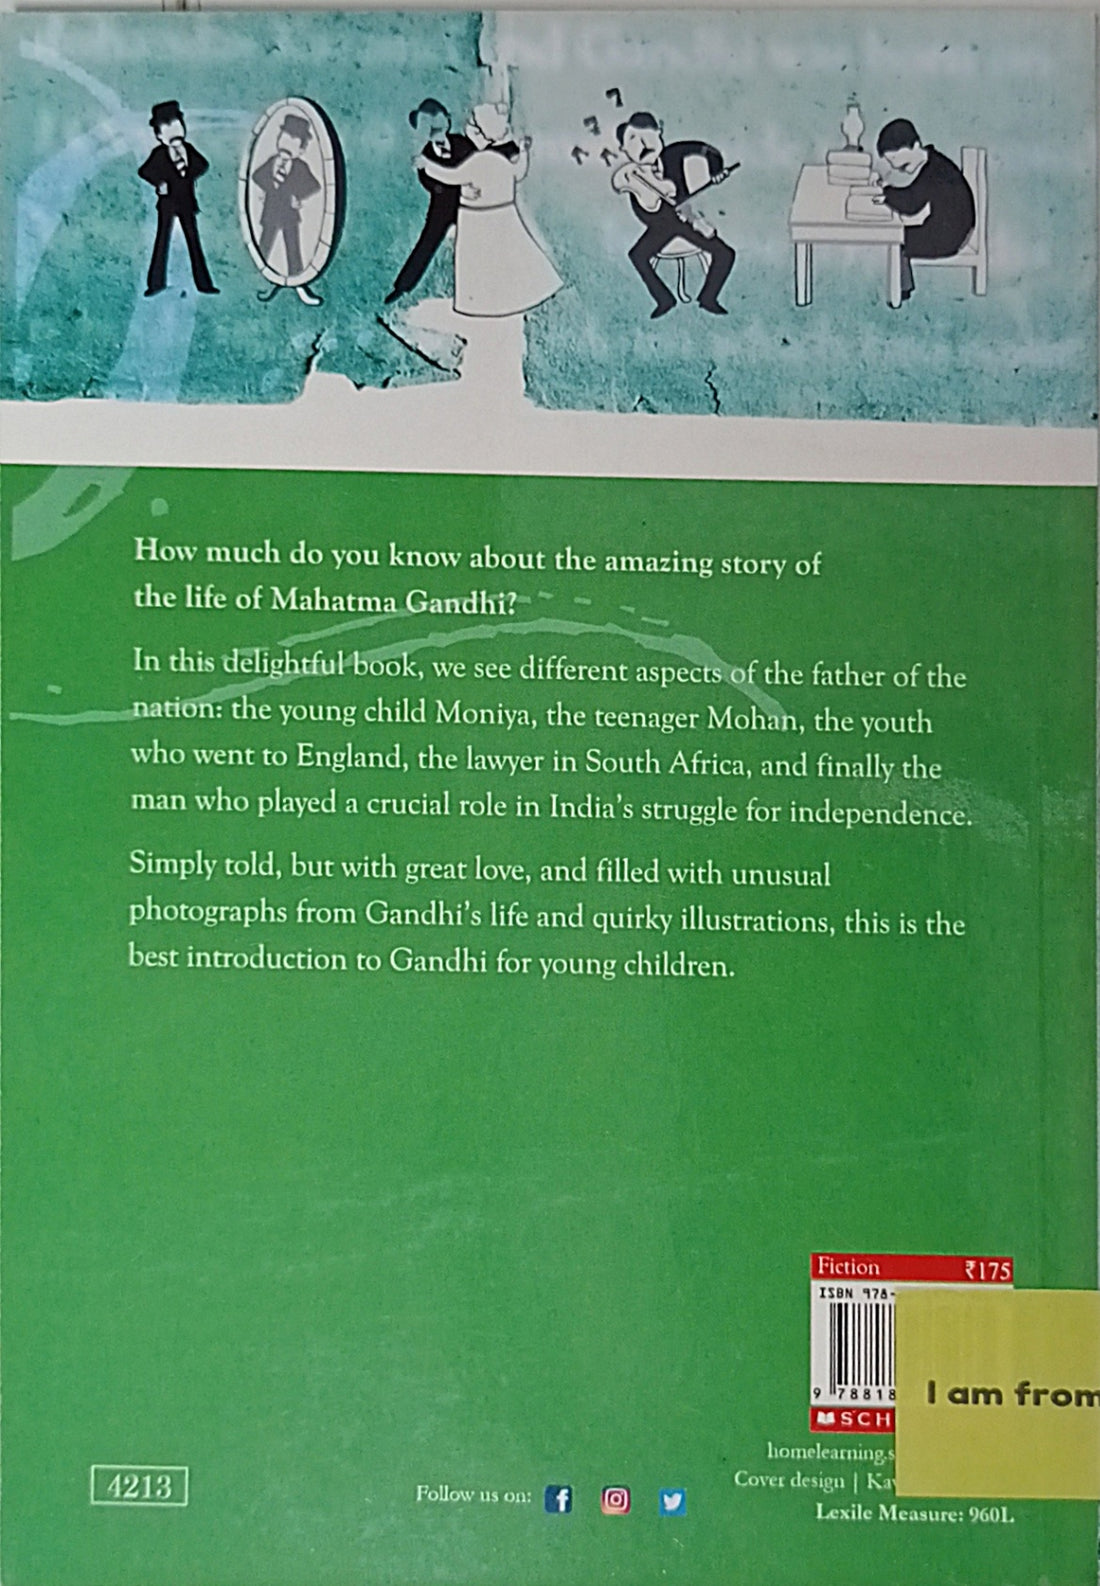 How much do you know about the amazing story of
the life of Mahatma Gandhi?
In this delightful book, we see different aspects of the father of the
nation: the young child Moniya, the teenager Mohan, the youth
who went to England, the lawyer in South Africa, and finally the
man who played a crucial role in India's struggle for independence.
Simply told, but with great love, and filled with unusual
photographs from Gandhi's life and quirky illustrations, this is the
best introduction to Gandhi for young children.
Fiction ₹175
ISBN 978-
9 78818
SCH
I am from
homelearning.s
Cover design | Ka
Lexile Measure: 960L
4213
Follow us on: